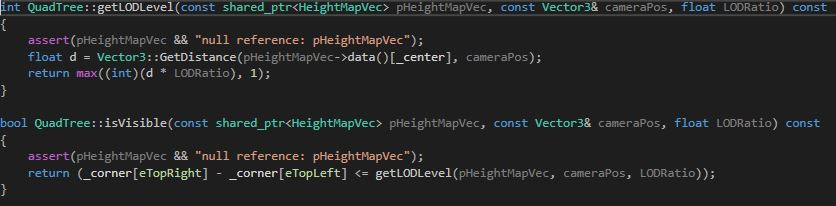 int QuadTree::getLODLevel(const shared_ptr<HeightMapVec> pHeightMapVec, const Vector3& cameraPos, float LODRatio) const
{
    assert(pHeightMapVec && "null reference: pHeightMapVec");
    float d = Vector3::GetDistance(pHeightMapVec->data()[_center], cameraPos);
    return max((int)(d * LODRatio), 1);
}

bool QuadTree::isVisible(const shared_ptr<HeightMapVec> pHeightMapVec, const Vector3& cameraPos, float LODRatio) const
{
    assert(pHeightMapVec && "null reference: pHeightMapVec");
    return (_corner[eTopRight] - _corner[eTopLeft] <= getLODLevel(pHeightMapVec, cameraPos, LODRatio));
}